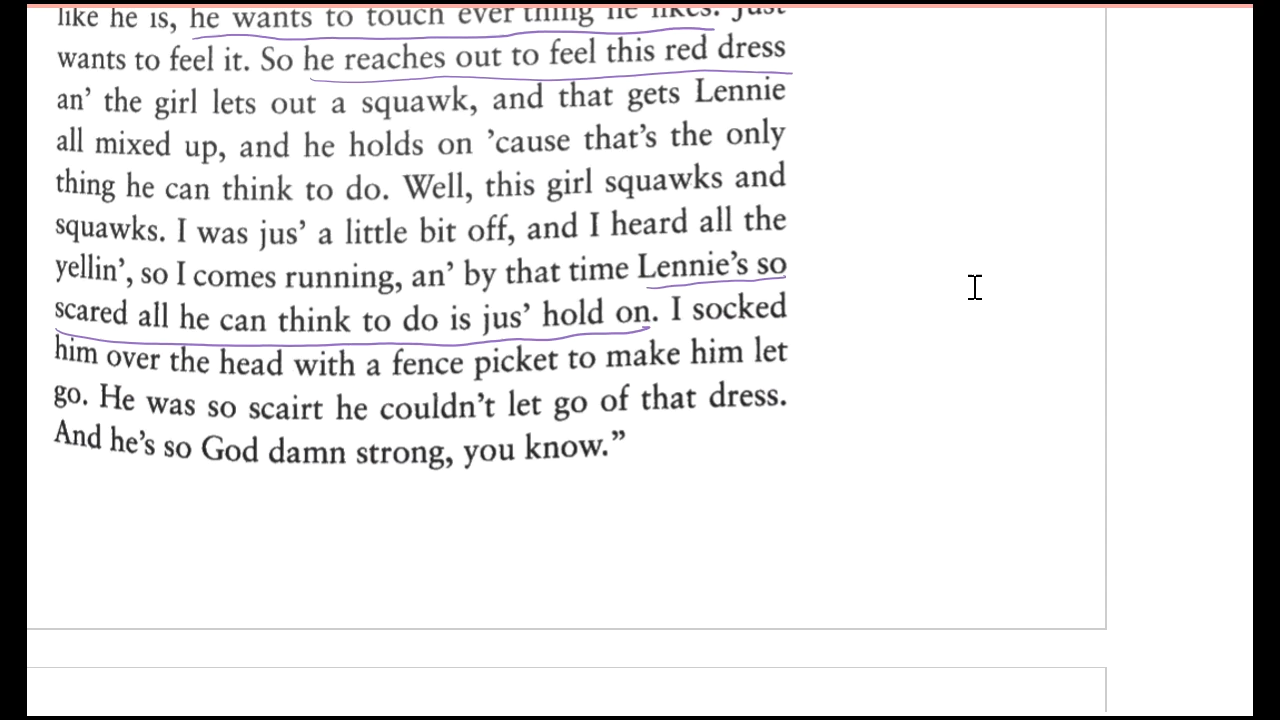 like he is, he wants to touch ever'thing he likes. Just
wants to feel it. So he reaches out to feel this red dress
an’ the girl lets out a squawk, and that gets Lennie
all mixed up, and he holds on ’cause that’s the only
thing he can think to do. Well, this girl squawks and
squawks. I was jus’ a little bit off, and I heard all the
yellin’, so I comes running, an’ by that time Lennie’s so
scared all he can think to do is jus’ hold on. I socked
him over the head with a fence picket to make him let
go. He was so scairt he couldn’t let go of that dress.
And he’s so God damn strong, you know.”